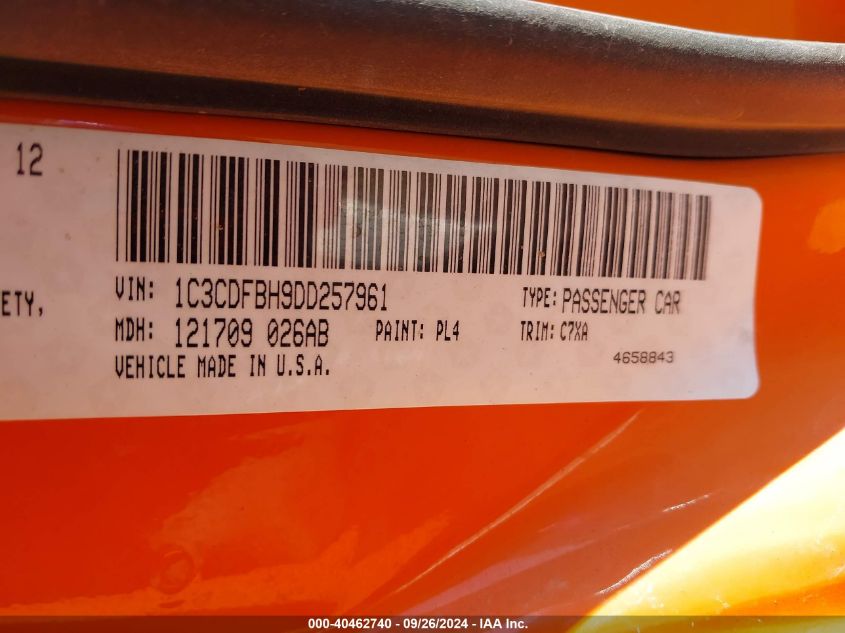 12
ETY,
VIN: 1C3CDFBH9DD257961 TYPE: PASSENGER CAR
MDH: 121709 026AB PAINT: PL4 TRIM: C7XA
VEHICLE MADE IN U.S.A. 4658843
000-40462740 - 09/26/2024 - IAA Inc.